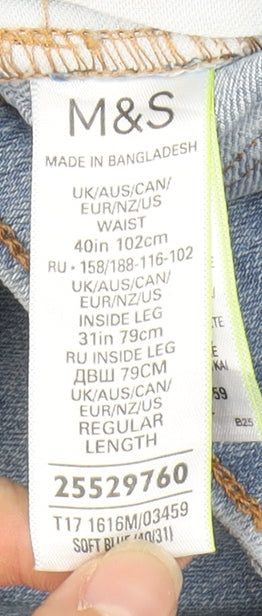 M&S
MADE IN BANGLADESH
UK/AUS/CAN/
EUR/NZ/US
WAIST
40in 102cm
RU • 158/188-116-102
UK/AUS/CAN/
EUR/NZ/US
INSIDE LEG
31in 79cm
RU INSIDE LEG
ДВШ 79CM
UK/AUS/CAN/
EUR/NZ/US
REGULAR
LENGTH
25529760
T17 1616M/03459
SOFT (40/31)
59
B25